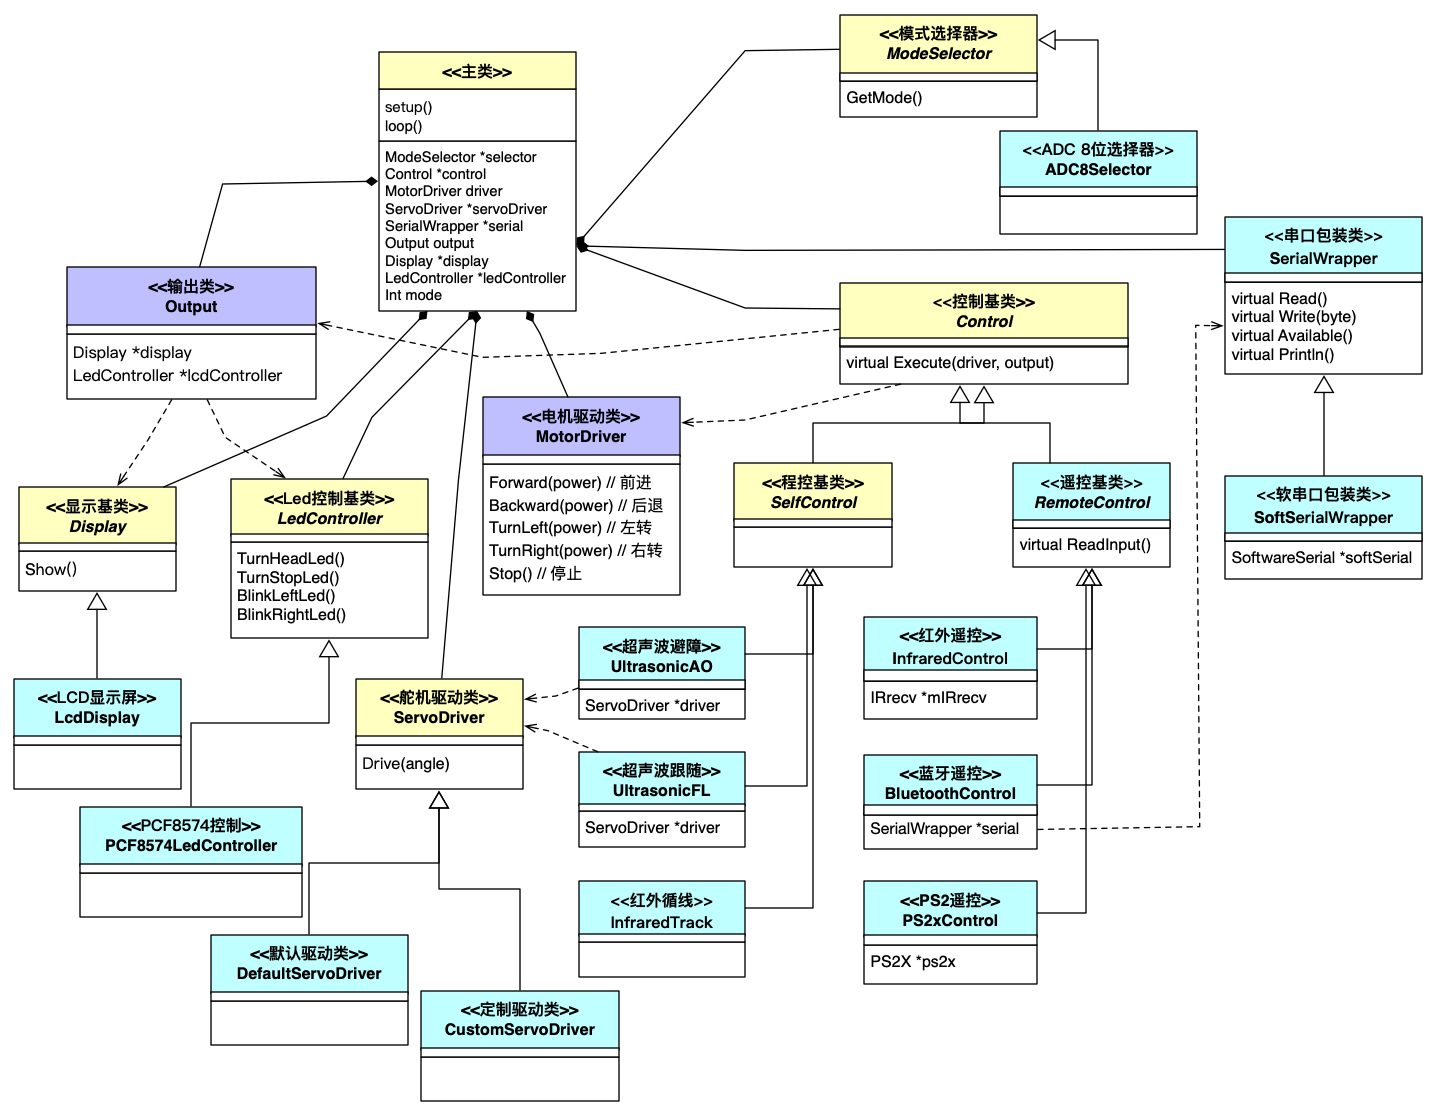 <<主类>>
setup()
loop()
ModeSelector *selector
Control *control
MotorDriver driver
ServoDriver *servoDriver
SerialWrapper *serial
Output output
Display *display
LedController *ledController
Int mode
<<模式选择器>>
ModeSelector
GetMode()
<<ADC 8位选择器>>
ADC8Selector
<<串口包装类>>
SerialWrapper
virtual Read()
virtual Write(byte)
virtual Available()
virtual Println()
<<输出类>>
Output
Display *display
LedController *lcdController
<<控制基类>>
Control
virtual Execute(driver, output)
<<电机驱动类>>
MotorDriver
Forward(power) // 前进
Backward(power) // 后退
TurnLeft(power) // 左转
TurnRight(power) // 右转
Stop() // 停止
<<程控基类>>
SelfControl
<<遥控基类>>
RemoteControl
virtual ReadInput()
<<软串口包装类>>
SoftSerialWrapper
SoftwareSerial *softSerial
<<显示基类>>
Display
Show()
<<Led控制基类>>
LedController
TurnHeadLed()
TurnStopLed()
BlinkLeftLed()
BlinkRightLed()
<<LCD显示屏>>
LcdDisplay
<<舵机驱动类>>
ServoDriver
Drive(angle)
<<超声波避障>>
UltrasonicAO
ServoDriver *driver
<<红外遥控>>
InfraredControl
IRrecv *mIRrecv
<<超声波跟随>>
UltrasonicFL
ServoDriver *driver
<<蓝牙遥控>>
BluetoothControl
SerialWrapper *serial
<<PCF8574控制>>
PCF8574LedController
<<红外循线>>
InfraredTrack
<<PS2遥控>>
PS2xControl
PS2X *ps2x
<<默认驱动类>>
DefaultServoDriver
<<定制驱动类>>
CustomServoDriver